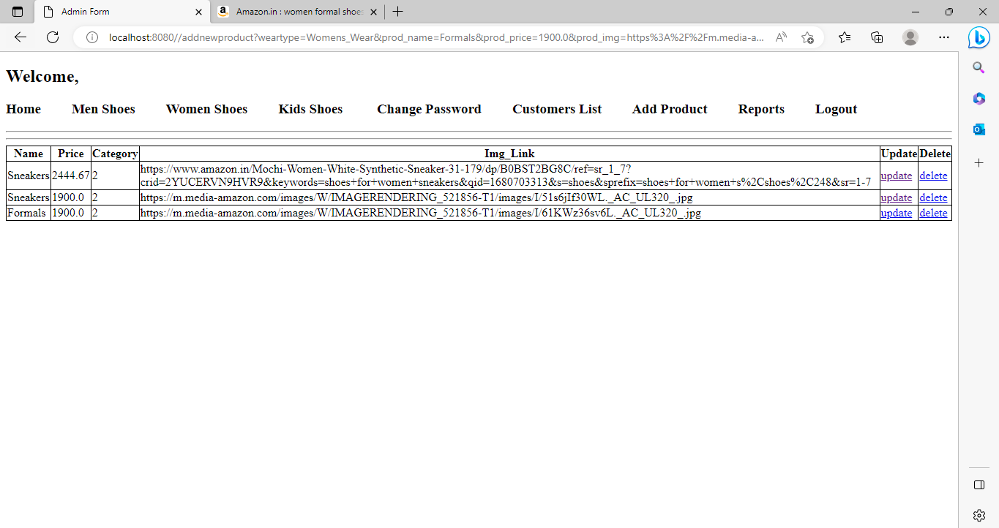 Admin Form
Amazon.in : women formal shoes
localhost:8080//addnewproduct?weartype=Womens_Wear&prod_name=Formals&prod_price=1900.0&prod_img=https%3A%2F%2Fm.media-a...
Welcome,
Home Men Shoes Women Shoes Kids Shoes Change Password Customers List Add Product Reports Logout
Name Price Category Img_Link Update Delete
Sneakers 2444.67 2 https://www.amazon.in/Mochi-Women-White-Synthetic-Sneaker-31-179/dp/B0BST2BG8C/ref=sr_1_7? update delete
crid=2YUCERVN9HVR9&keywords=shoes+for+women+sneakers&qid=1680703313&s=shoes&sprefix=shoes+for+women+s%2Cshoes%2C248&sr=1-7
Sneakers 1900.0 2 https://m.media-amazon.com/images/W/IMAGERENDERING_521856-T1/images/I/51s6jIf30WL._AC_UL320_.jpg update delete
Formals 1900.0 2 https://m.media-amazon.com/images/W/IMAGERENDERING_521856-T1/images/I/61KWz36sv6L._AC_UL320_.jpg update delete